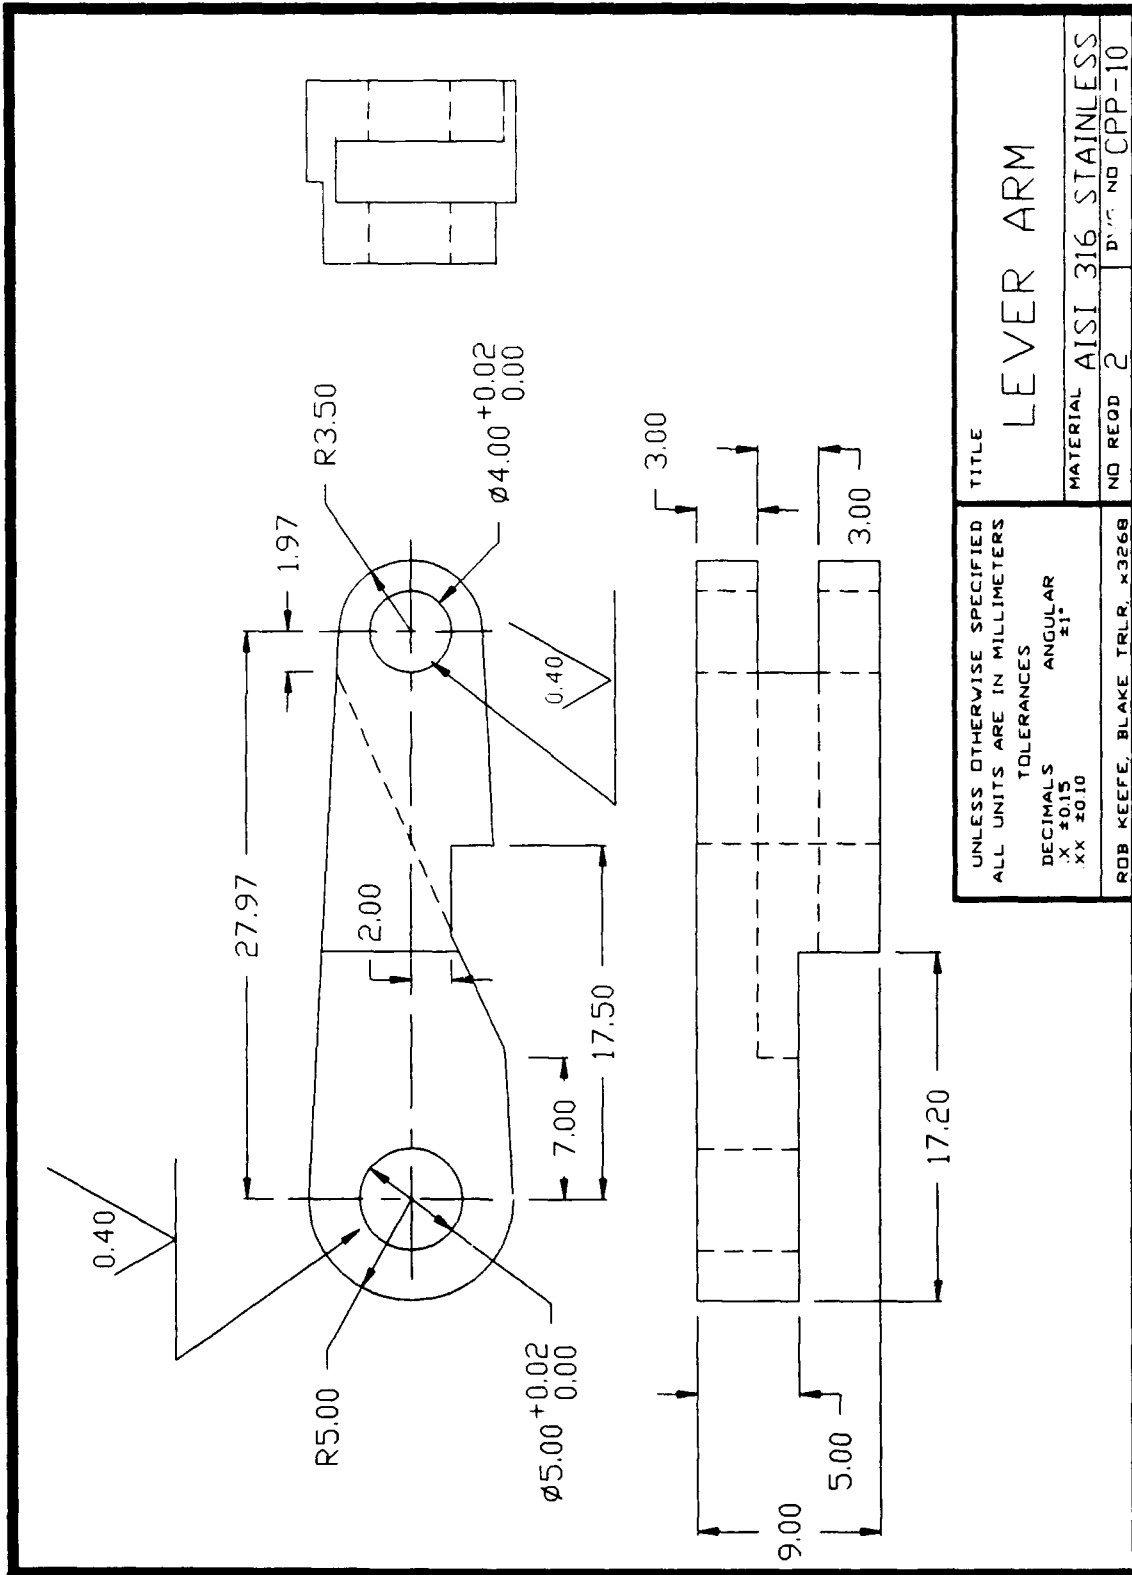 0.40
27.97
1.97
R3.50
R5.00
2.00
ø4.00 +0.02
0.00
0.40
ø5.00 +0.02
0.00
7.00
17.50
3.00
3.00
9.00
5.00
17.20
UNLESS OTHERWISE SPECIFIED
ALL UNITS ARE IN MILLIMETERS
TOLERANCES
DECIMALS ANGULAR
.X ±0.15 ±1°
.XX ±0.10
ROB KEEFE, BLAKE TRLR, x3268
TITLE
LEVER ARM
MATERIAL AISI 316 STAINLESS
NO REQD 2
NO CPP-10